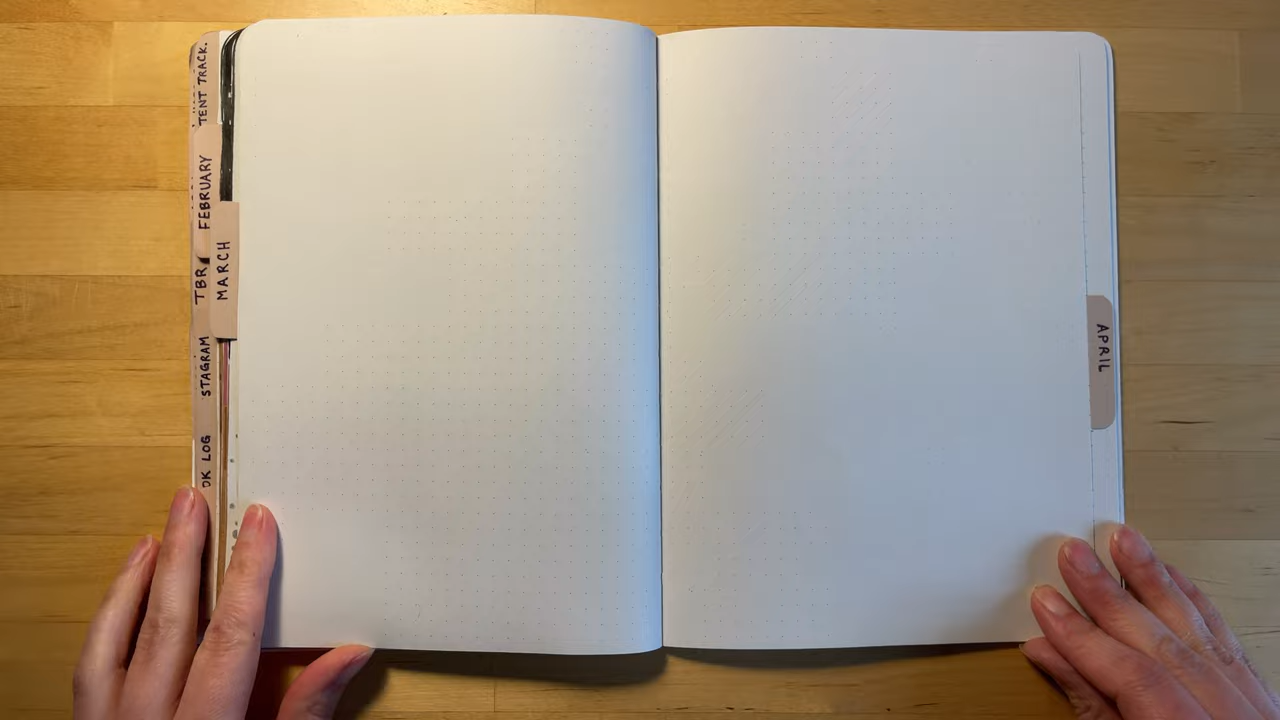 TENT TRACK.
FEBRUARY
MARCH
TBR
STAGRAM
OK LOG
APRIL